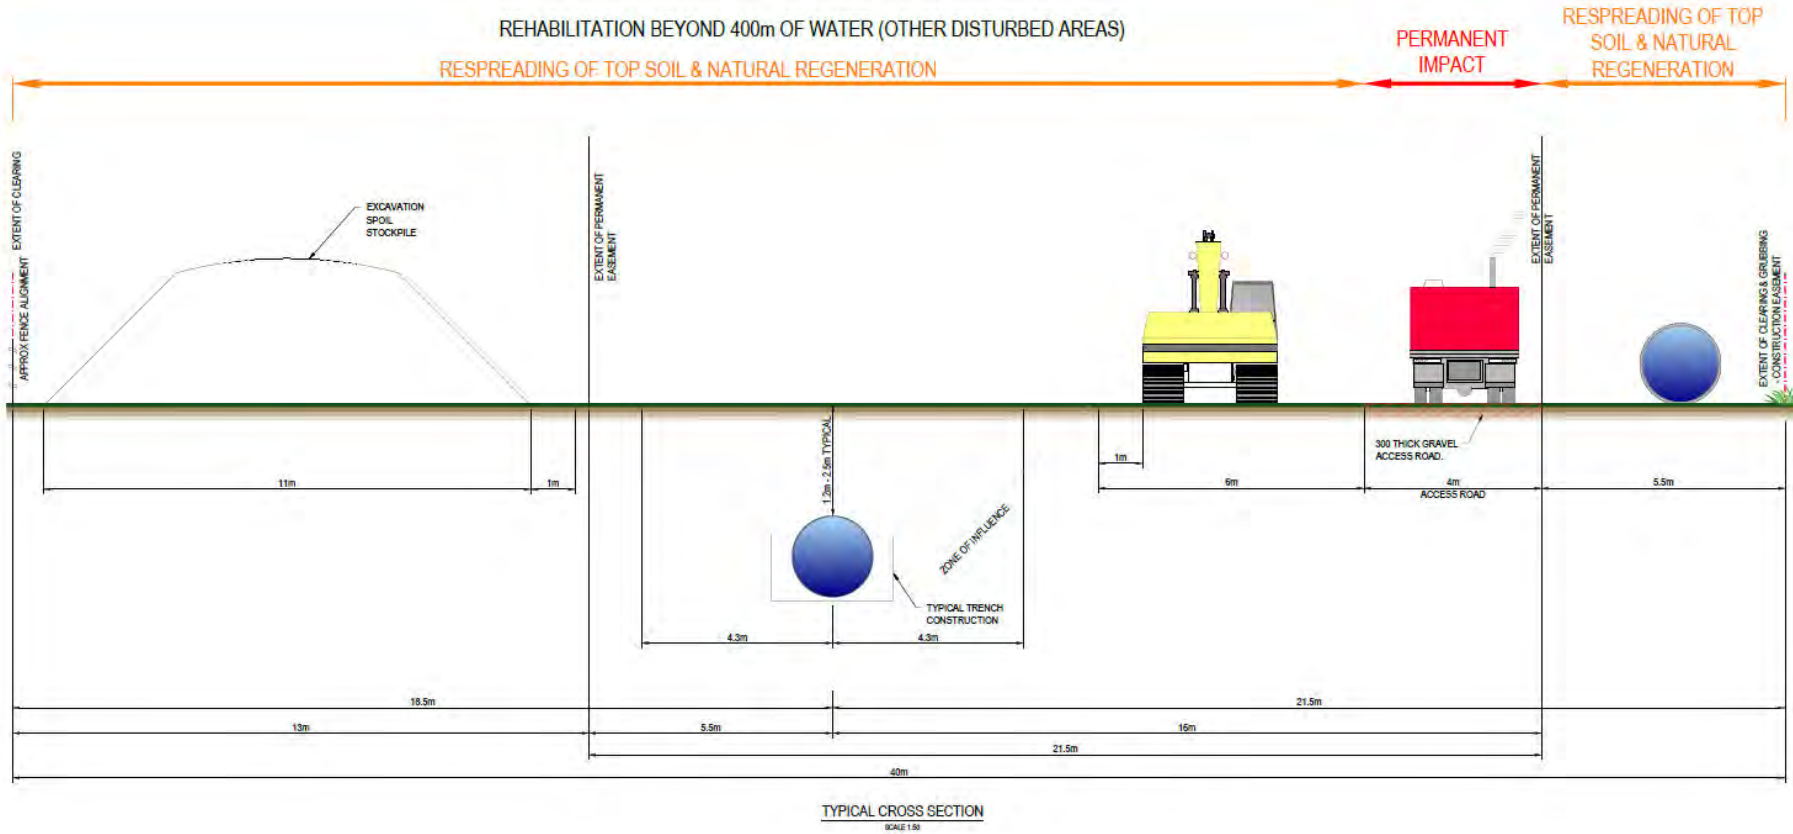 REHABILITATION BEYOND 400m OF WATER (OTHER DISTURBED AREAS)
RESPREADING OF TOP SOIL & NATURAL REGENERATION
PERMANENT
IMPACT
RESPREADING OF TOP
SOIL & NATURAL
REGENERATION
EXTENT OF CLEARING
APPROX FENCE ALIGNMENT
EXCAVATION
SPOIL
STOCKPILE
EXTENT OF PERMANENT
EASEMENT
EXTENT OF PERMANENT
EASEMENT
EXTENT OF CLEARING & GRUBBING
- CONSTRUCTION EASEMENT
300 THICK GRAVEL
ACCESS ROAD.
11m
1m
1.2m - 2.5m TYPICAL
1m
6m
4m
ACCESS ROAD
5.5m
ZONE OF INFLUENCE
TYPICAL TRENCH
CONSTRUCTION
4.3m
4.3m
18.5m
21.5m
13m
5.5m
16m
21.5m
40m
TYPICAL CROSS SECTION
SCALE 1:50